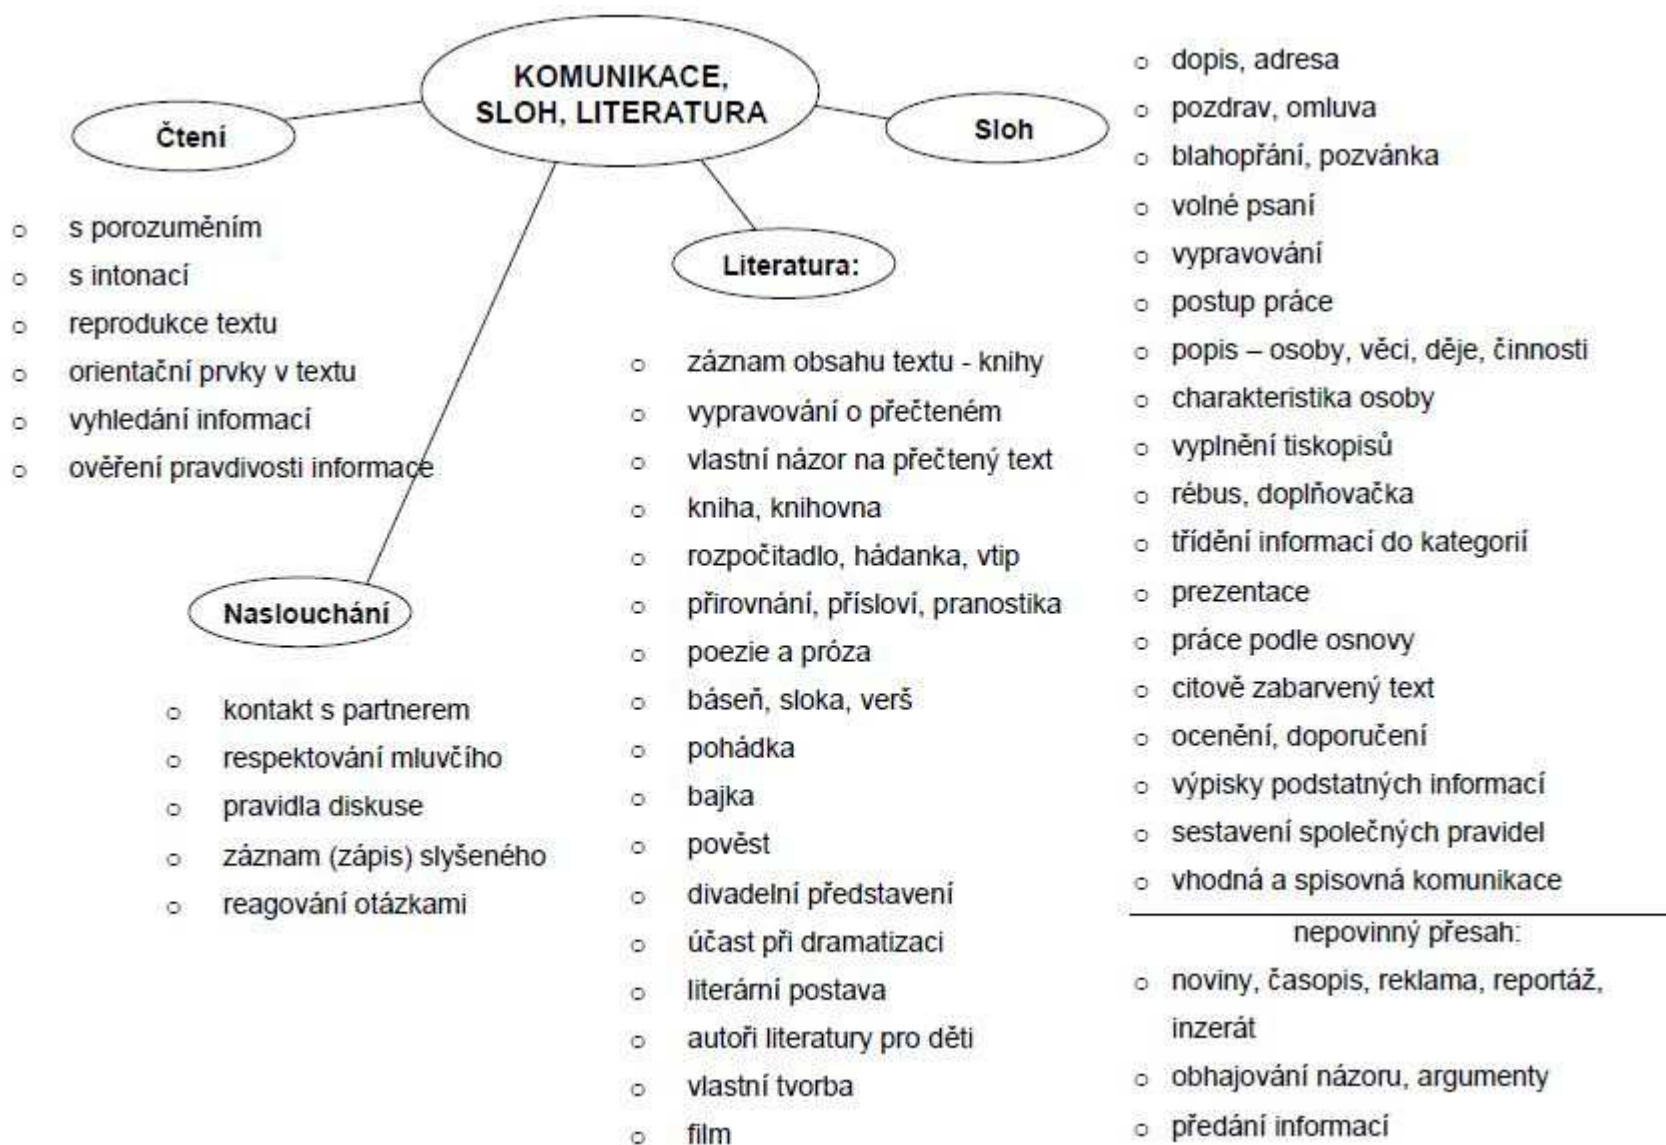 KOMUNIKACE,
SLOH, LITERATURA
Čtení
s porozuměním
s intonací
reprodukce textu
orientační prvky v textu
vyhledání informací
ověření pravdivosti informace
Naslouchání
kontakt s partnerem
respektování mluvčího
pravidla diskuse
záznam (zápis) slyšeného
reagování otázkami
Literatura:
záznam obsahu textu - knihy
vypravování o přečteném
vlastní názor na přečtený text
kniha, knihovna
rozpočitadlo, hádanka, vtip
přirovnání, přísloví, pranostika
poezie a próza
báseň, sloka, verš
pohádka
bajka
pověst
divadelní představení
účast při dramatizaci
literární postava
autoři literatury pro děti
vlastní tvorba
film
Sloh
dopis, adresa
pozdrav, omluva
blahopřání, pozvánka
volné psaní
vypravování
postup práce
popis – osoby, věci, děje, činnosti
charakteristika osoby
vyplnění tiskopisů
rébus, doplňovačka
třídění informací do kategorií
prezentace
práce podle osnovy
citově zabarvený text
ocenění, doporučení
výpisky podstatných informací
sestavení společných pravidel
vhodná a spisovná komunikace
nepovinný přesah:
noviny, časopis, reklama, reportáž,
inzerát
obhajování názoru, argumenty
předání informací